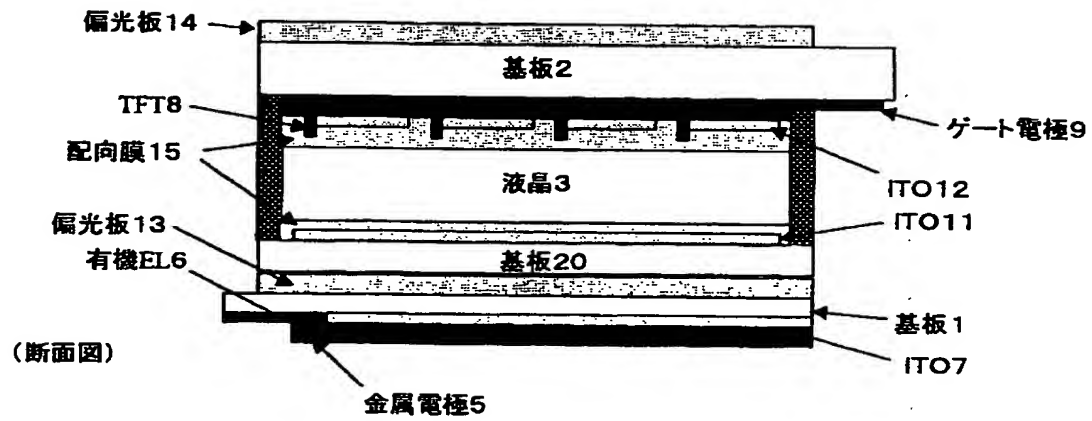 偏光板14
基板2
TFT8
ゲート電極9
配向膜15
液晶3
ITO12
偏光板13
ITO11
有機EL6
基板20
基板1
(断面図)
ITO7
金属電極5